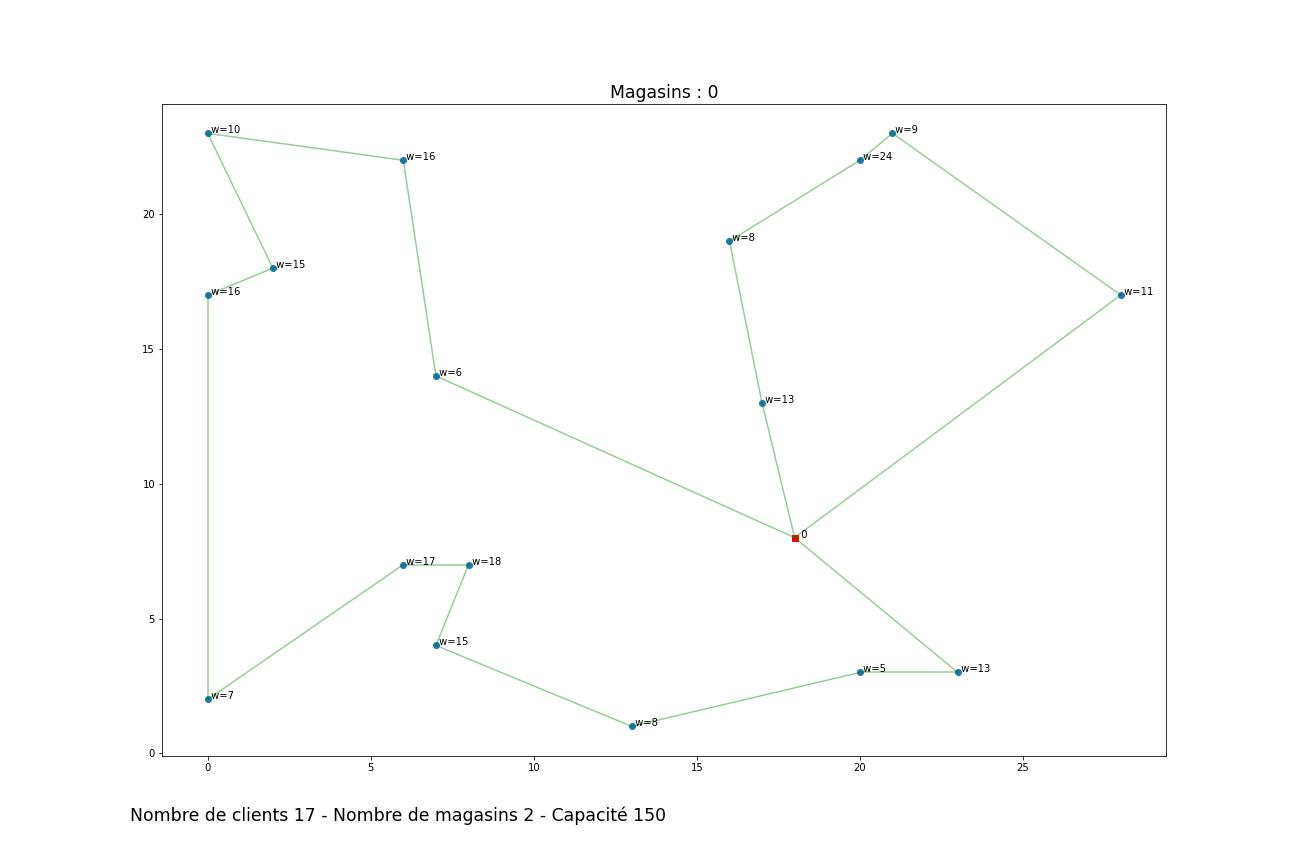 Magasins : 0
w=10
w=9
w=16
w=24
20
w=8
w=15
w=16
w=11
15
w=6
w=13
10
0
w=17
w=18
5
w=15
w=5
w=13
w=7
w=8
0
0
5
10
15
20
25
Nombre de clients 17 - Nombre de magasins 2 - Capacité 150